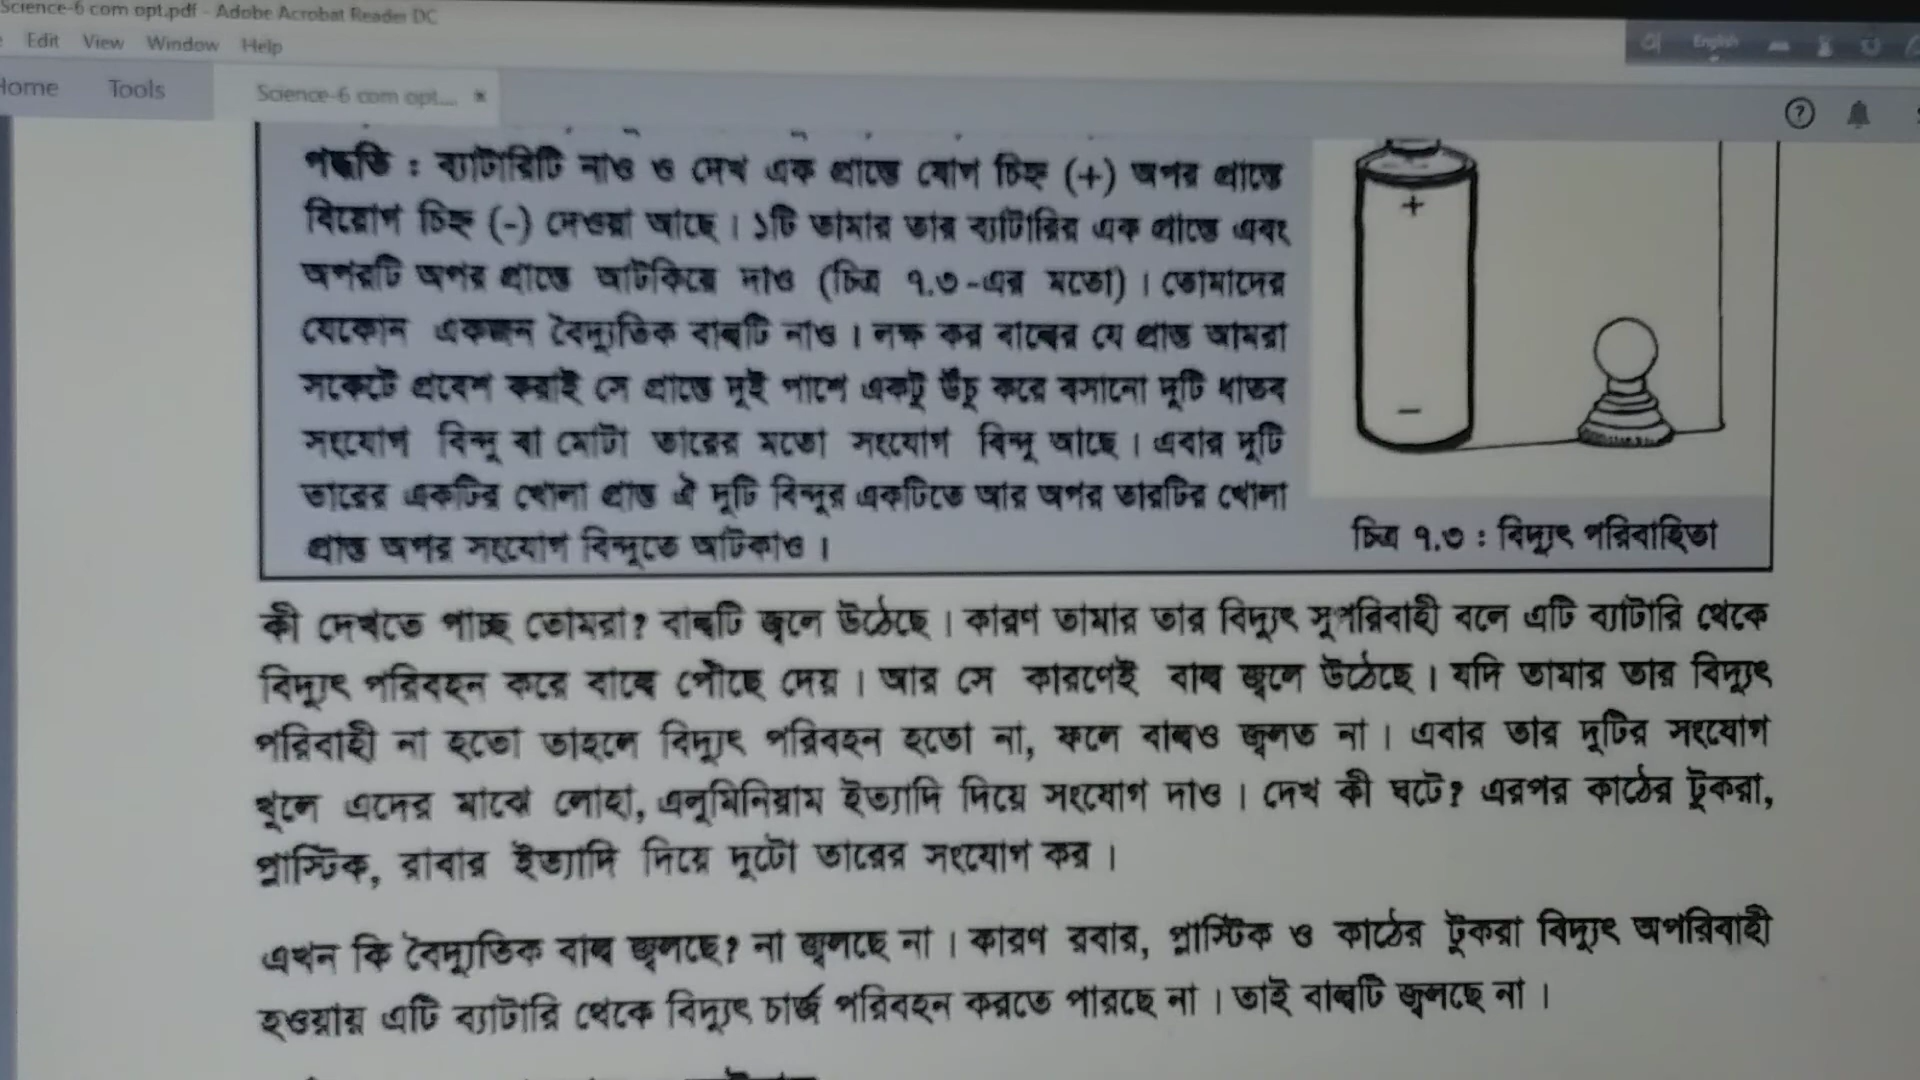 Science-6 com opt.pdf - Adobe Acrobat Reader DC
Edit View Window Help
English
Home Tools Science-6 com opt... ×
পদ্ধতি : ব্যাটারিটি নাও ও দেখ এক প্রান্তে যোগ চিহ্ন (+) অপর প্রান্তে
বিয়োগ চিহ্ন (-) দেওয়া আছে। ১টি তামার তার ব্যাটারির এক প্রান্তে এবং
অপরটি অপর প্রান্তে আটকিয়ে দাও (চিত্র ৭.৩-এর মতো)। তোমাদের
যেকোন একজন বৈদ্যুতিক বাল্বটি নাও। লক্ষ কর বাল্বের যে প্রান্ত আমরা
সকেটে প্রবেশ করাই সে প্রান্তে দুই পাশে একটু উঁচু করে বসানো দুটি ধাতব
সংযোগ বিন্দু বা মোটা তারের মতো সংযোগ বিন্দু আছে। এবার দুটি
তারের একটির খোলা প্রান্ত ঐ দুটি বিন্দুর একটিতে আর অপর তারটির খোলা
প্রান্ত অপর সংযোগ বিন্দুতে আটকাও।
+
−
চিত্র ৭.৩ : বিদ্যুৎ পরিবাহিতা
কী দেখতে পাচ্ছ তোমরা? বাল্বটি জ্বলে উঠেছে। কারণ তামার তার বিদ্যুৎ সুপরিবাহী বলে এটি ব্যাটারি থেকে
বিদ্যুৎ পরিবহন করে বাল্বে পৌঁছে দেয়। আর সে কারণেই বাল্ব জ্বলে উঠেছে। যদি তামার তার বিদ্যুৎ
পরিবাহী না হতো তাহলে বিদ্যুৎ পরিবহন হতো না, ফলে বাল্বও জ্বলত না। এবার তার দুটির সংযোগ
খুলে এদের মাঝে লোহা, এলুমিনিয়াম ইত্যাদি দিয়ে সংযোগ দাও। দেখ কী ঘটে? এরপর কাঠের টুকরা,
প্লাস্টিক, রাবার ইত্যাদি দিয়ে দুটো তারের সংযোগ কর।
এখন কি বৈদ্যুতিক বাল্ব জ্বলছে? না জ্বলছে না। কারণ রবার, প্লাস্টিক ও কাঠের টুকরা বিদ্যুৎ অপরিবাহী
হওয়ায় এটি ব্যাটারি থেকে বিদ্যুৎ চার্জ পরিবহন করতে পারছে না। তাই বাল্বটি জ্বলছে না।